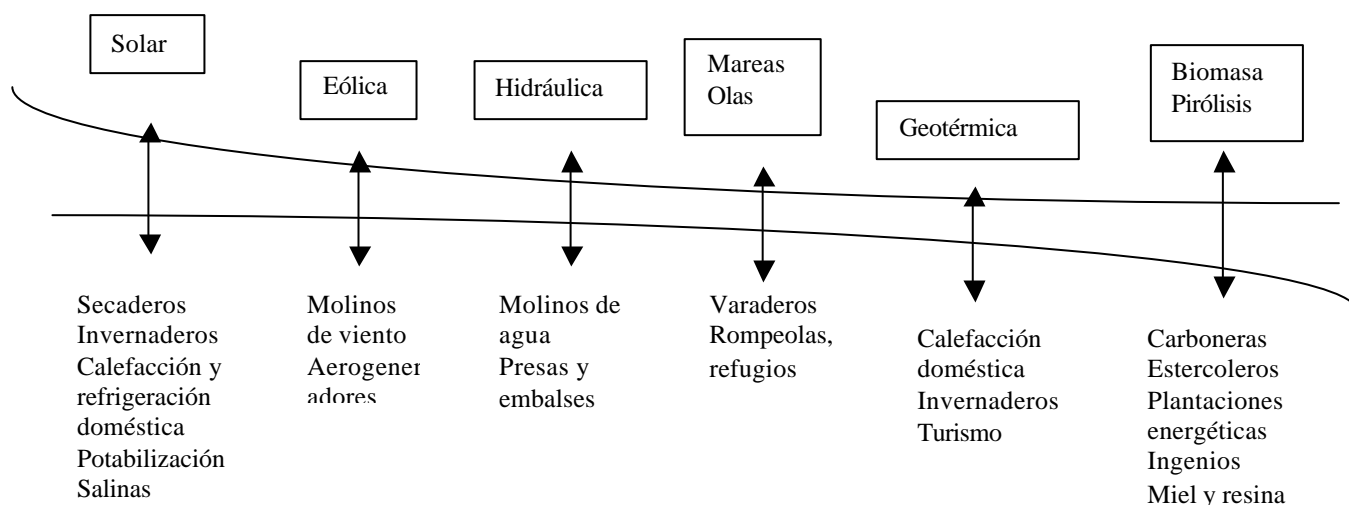 Solar
Eólica
Hidráulica
Mareas
Olas
Geotérmica
Biomasa
Pirólisis
Secaderos
Invernaderos
Calefacción y
refrigeración
doméstica
Potabilización
Salinas
Molinos
de viento
Aerogener
adores
Molinos de
agua
Presas y
embalses
Varaderos
Rompeolas,
refugios
Calefacción
doméstica
Invernaderos
Turismo
Carboneras
Estercoleros
Plantaciones
energéticas
Ingenios
Miel y resina